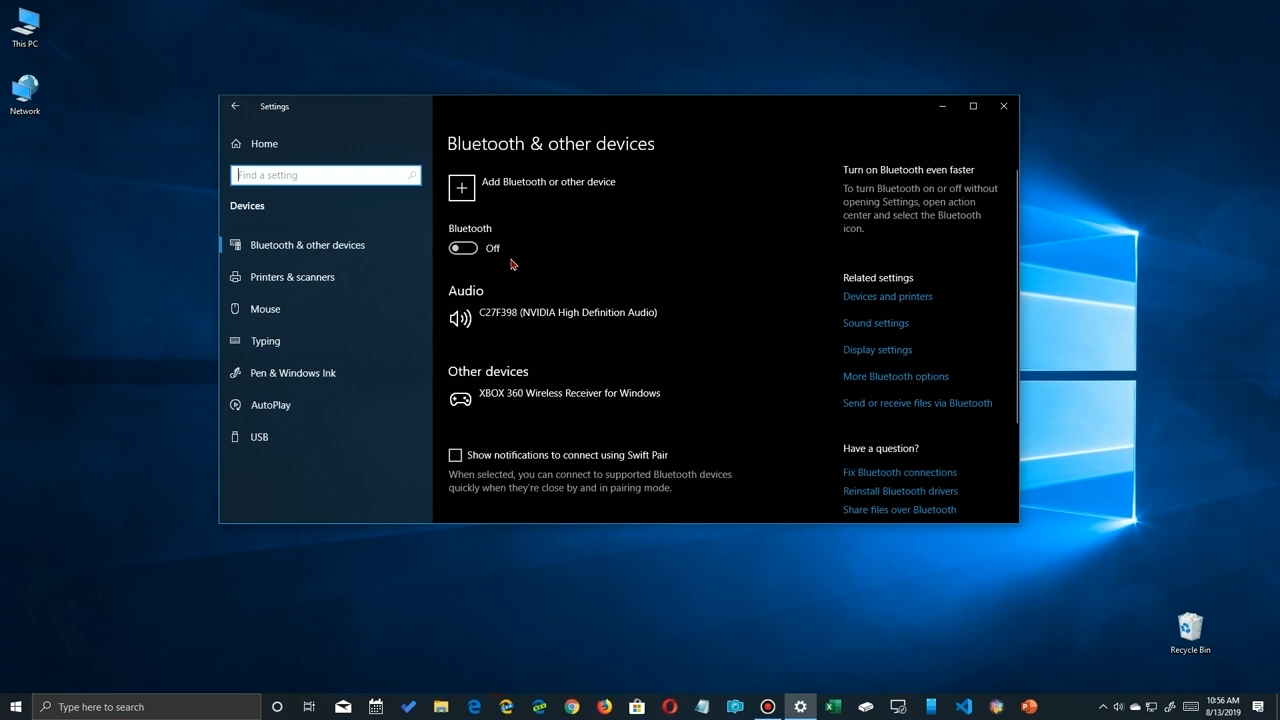 This PC
Network
Settings
Home
Find a setting
Devices
Bluetooth & other devices
Printers & scanners
Mouse
Typing
Pen & Windows Ink
AutoPlay
USB
Bluetooth & other devices
Add Bluetooth or other device
Bluetooth
Off
Audio
C27F398 (NVIDIA High Definition Audio)
Other devices
XBOX 360 Wireless Receiver for Windows
Show notifications to connect using Swift Pair
When selected, you can connect to supported Bluetooth devices
quickly when they're close by and in pairing mode.
Turn on Bluetooth even faster
To turn Bluetooth on or off without
opening Settings, open action
center and select the Bluetooth
icon.
Related settings
Devices and printers
Sound settings
Display settings
More Bluetooth options
Send or receive files via Bluetooth
Have a question?
Fix Bluetooth connections
Reinstall Bluetooth drivers
Share files over Bluetooth
Recycle Bin
Type here to search
10:56 AM
8/13/2019